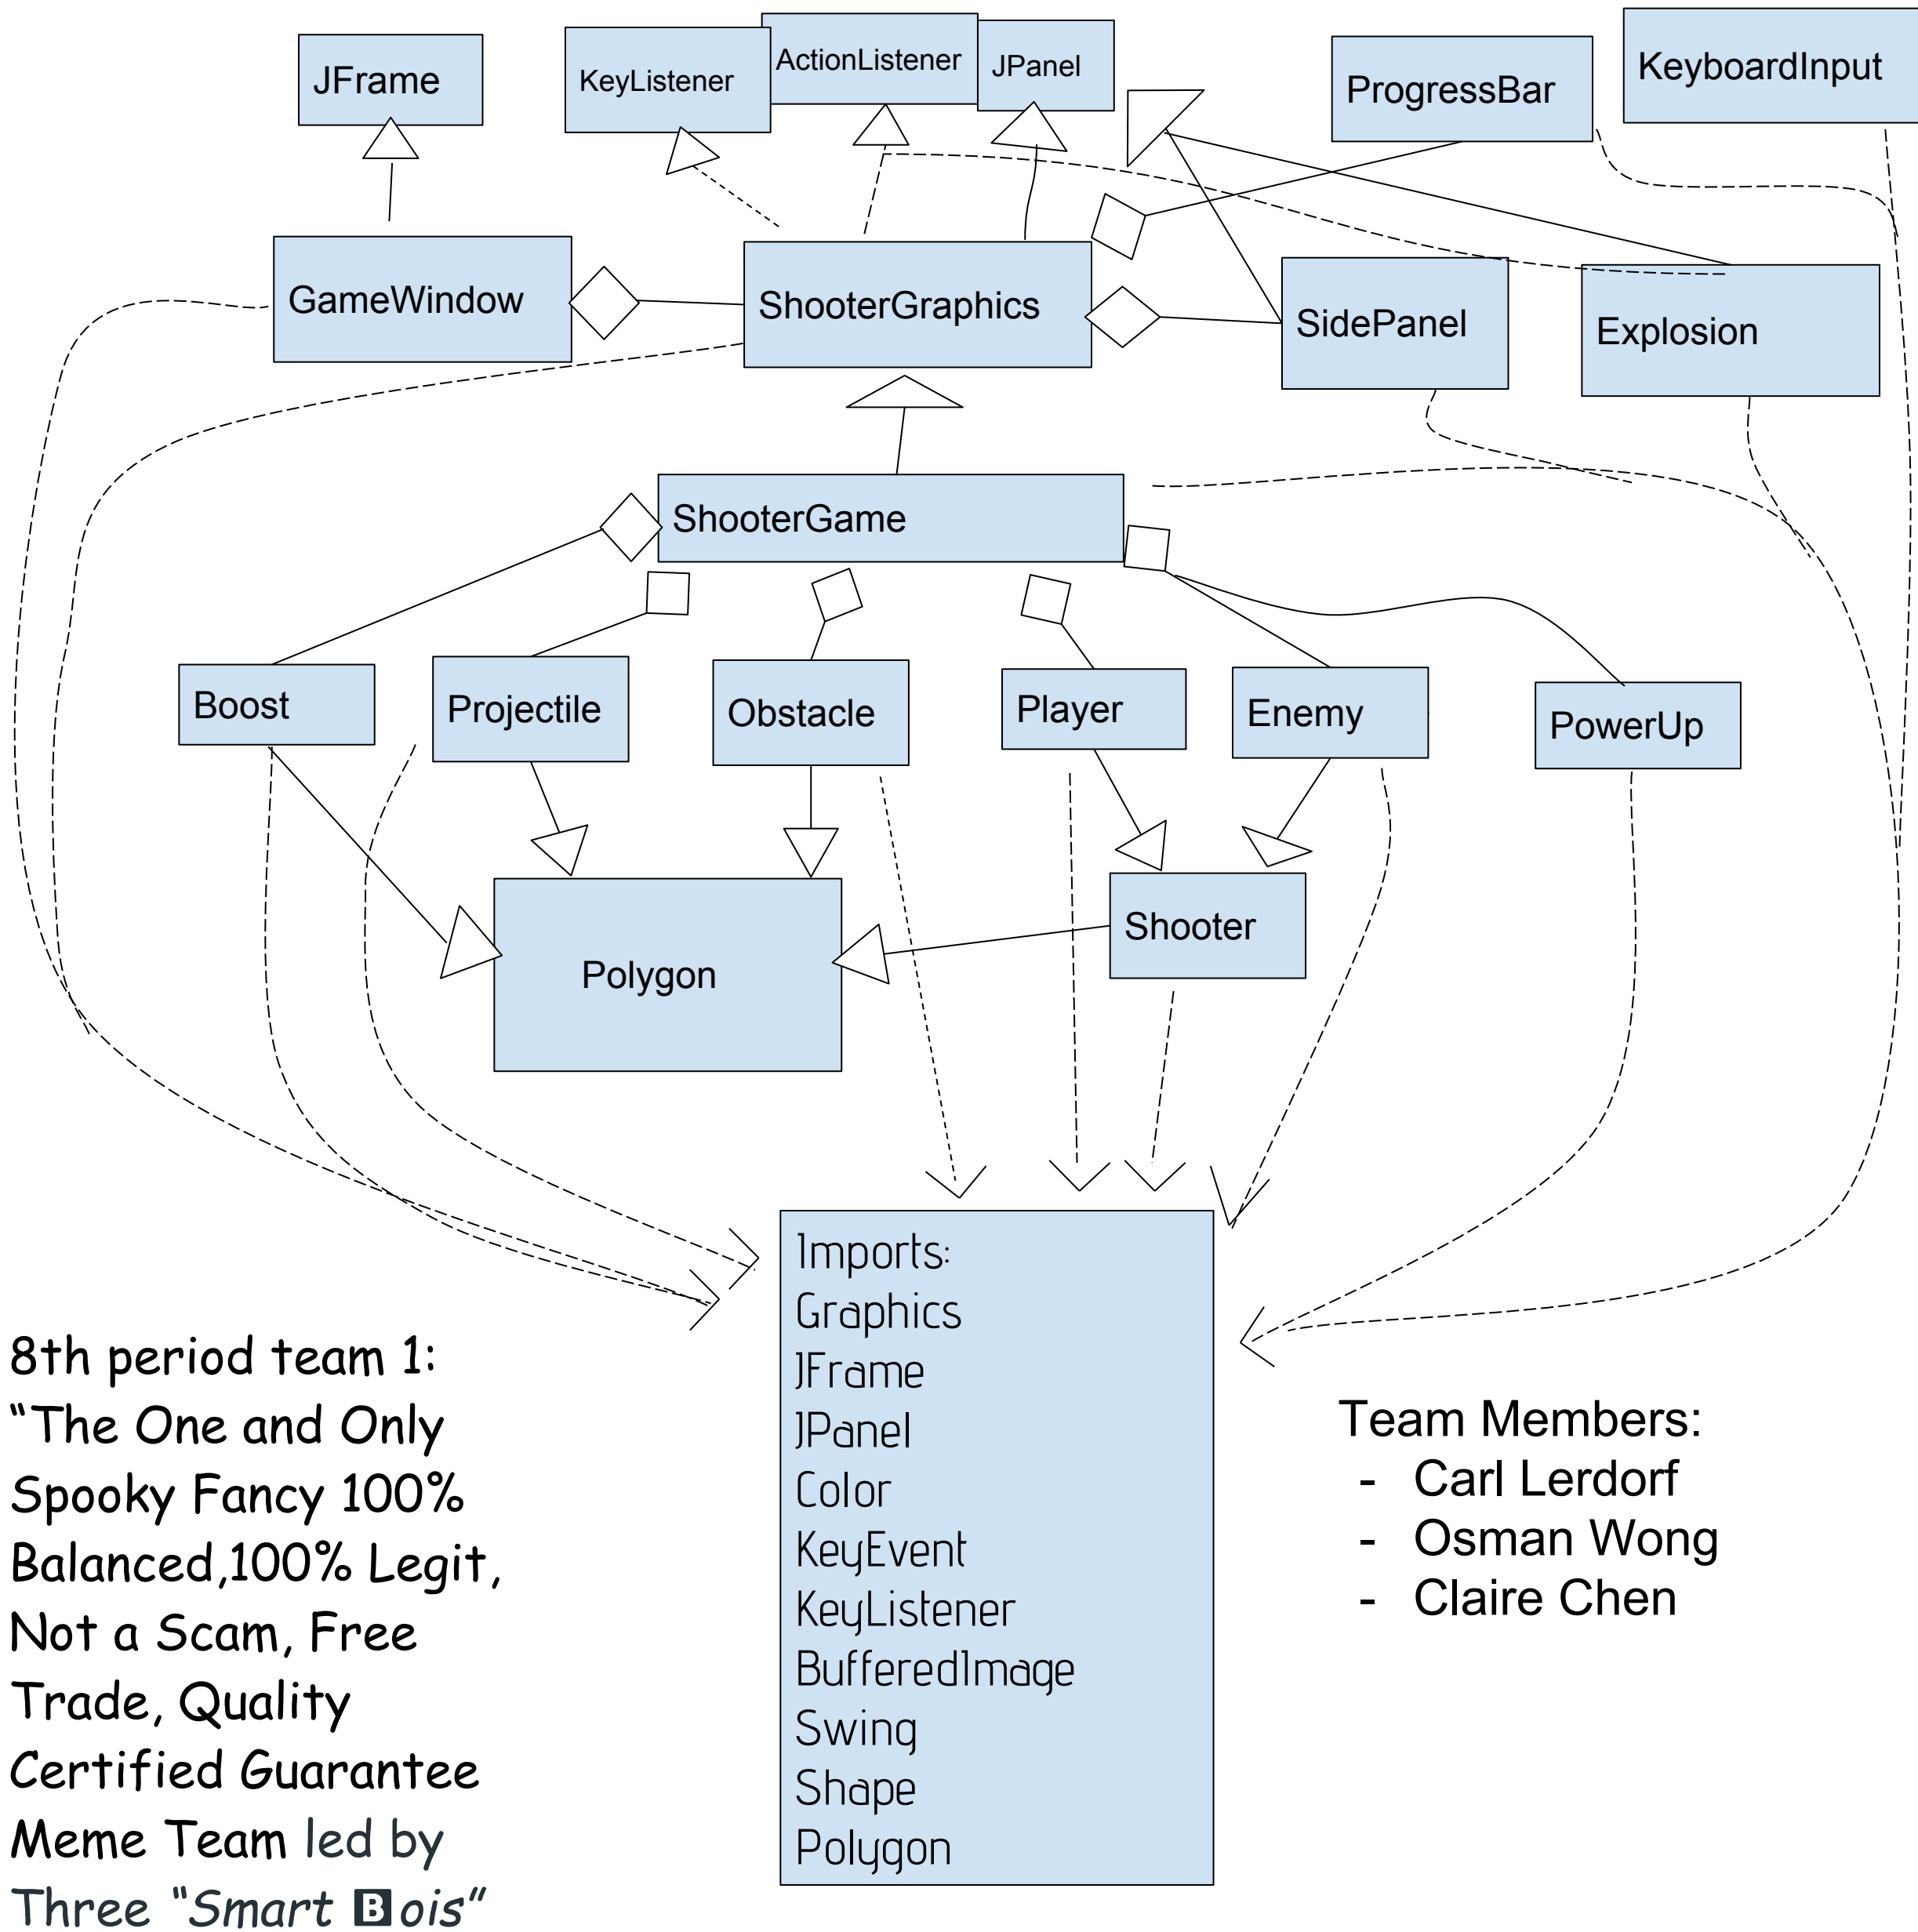 JFrame
KeyListener
ActionListener
JPanel
ProgressBar
KeyboardInput
GameWindow
ShooterGraphics
SidePanel
Explosion
ShooterGame
Boost
Projectile
Obstacle
Player
Enemy
PowerUp
Polygon
Shooter
Imports:
Graphics
JFrame
JPanel
Color
KeyEvent
KeyListener
BufferedImage
Swing
Shape
Polygon
8th period team 1:
"The One and Only
Spooky Fancy 100%
Balanced,100% Legit,
Not a Scam, Free
Trade, Quality
Certified Guarantee
Meme Team led by
Three "Smart 🅱ois"
Team Members:
- Carl Lerdorf
- Osman Wong
- Claire Chen